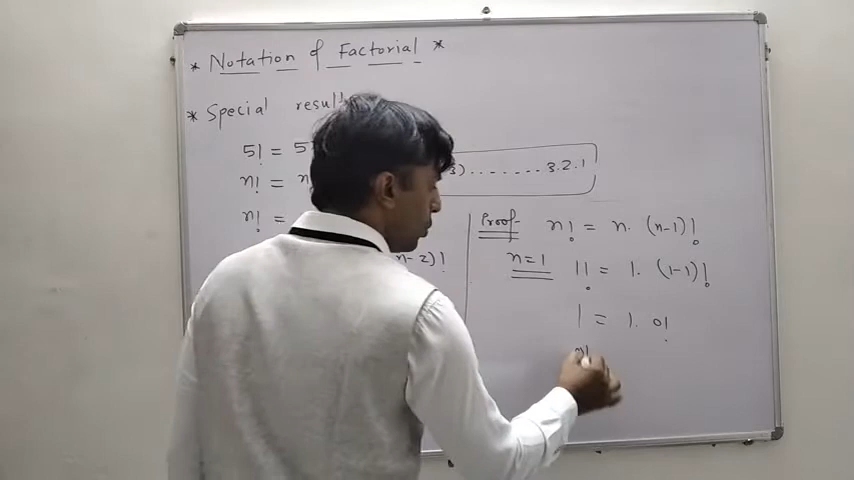 * Notation of Factorial *
* Special result
5! = 5
n! = n 3) ....... 3.2.1
n! =
n-2)!
Proof- n! = n. (n-1)!
n=1 1! = 1. (1-1)!
1 = 1. 0!